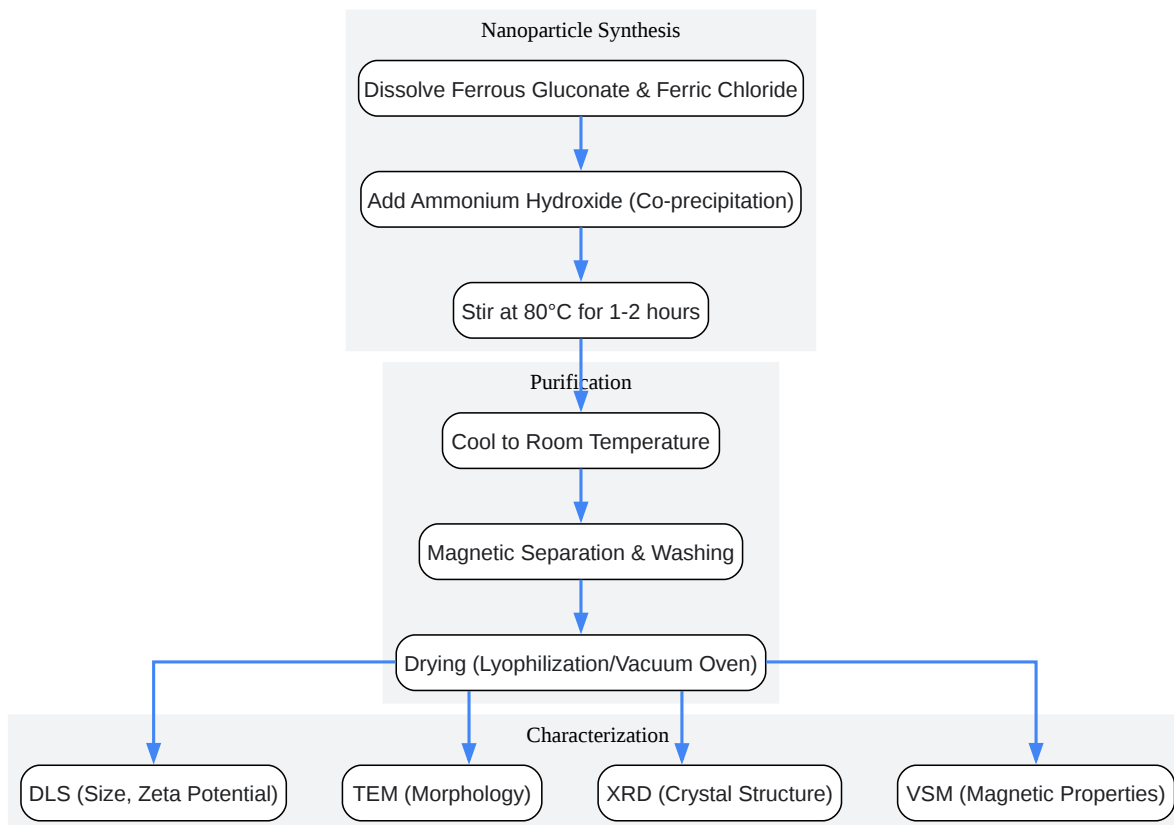 Nanoparticle Synthesis
Dissolve Ferrous Gluconate & Ferric Chloride
Add Ammonium Hydroxide (Co-precipitation)
Stir at 80°C for 1-2 hours
Purification
Cool to Room Temperature
Magnetic Separation & Washing
Drying (Lyophilization/Vacuum Oven)
Characterization
DLS (Size, Zeta Potential)
TEM (Morphology)
XRD (Crystal Structure)
VSM (Magnetic Properties)